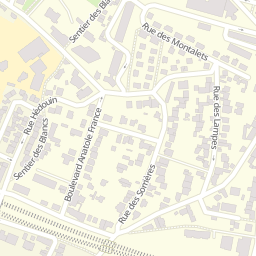 Sentier des Blancs
Rue des Montalets
Rue Hédouin
Sentier des Blancs
Boulevard Anatole France
Rue des Lampes
Rue des Sorrières